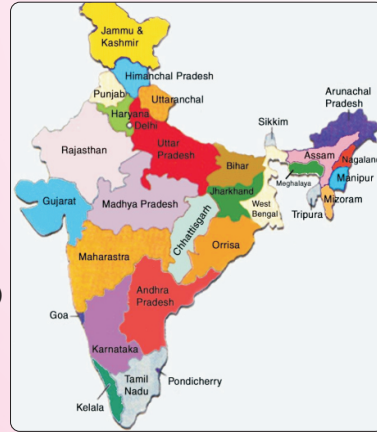 Jammu &
Kashmir
Himanchal Pradesh
Punjab
Uttaranchal
Haryana
Delhi
Arunachal
Pradesh
Sikkim
Rajasthan
Uttar
Pradesh
Assam
Nagaland
Bihar
Meghalaya
Manipur
Gujarat
Madhya Pradesh
Jharkhand
West
Bengal
Mizoram
Tripura
Chhattisgarh
Maharastra
Orrisa
Andhra
Pradesh
Goa
Karnataka
Tamil
Nadu
Pondicherry
Kelala